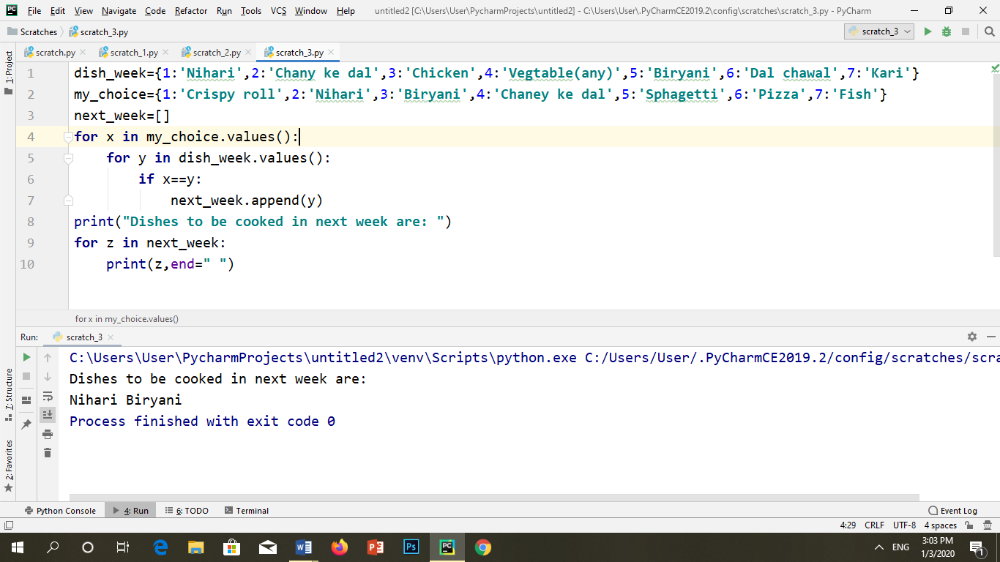 PC File Edit View Navigate Code Refactor Run Tools VCS Window Help untitled2 [C:\Users\User\PycharmProjects\untitled2] - C:\Users\User\.PyCharmCE2019.2\config\scratches\scratch_3.py - PyCharm
Scratches scratch_3.py scratch_3
scratch.py scratch_1.py scratch_2.py scratch_3.py
1: Project
1 dish_week={1:'Nihari',2:'Chany ke dal',3:'Chicken',4:'Vegtable(any)',5:'Biryani',6:'Dal chawal',7:'Kari'}
2 my_choice={1:'Crispy roll',2:'Nihari',3:'Biryani',4:'Chaney ke dal',5:'Sphagetti',6:'Pizza',7:'Fish'}
3 next_week=[]
4 for x in my_choice.values():
5     for y in dish_week.values():
6         if x==y:
7             next_week.append(y)
8 print("Dishes to be cooked in next week are: ")
9 for z in next_week:
10     print(z,end=" ")
for x in my_choice.values()
Run: scratch_3
C:\Users\User\PycharmProjects\untitled2\venv\Scripts\python.exe C:/Users/User/.PyCharmCE2019.2/config/scratches/scra
Dishes to be cooked in next week are:
Nihari Biryani
Process finished with exit code 0
7: Structure
2: Favorites
Python Console 4: Run 6: TODO Terminal Event Log
4:29 CRLF UTF-8 4 spaces
e W P Ps PC ENG 3:03 PM
1/3/2020 1